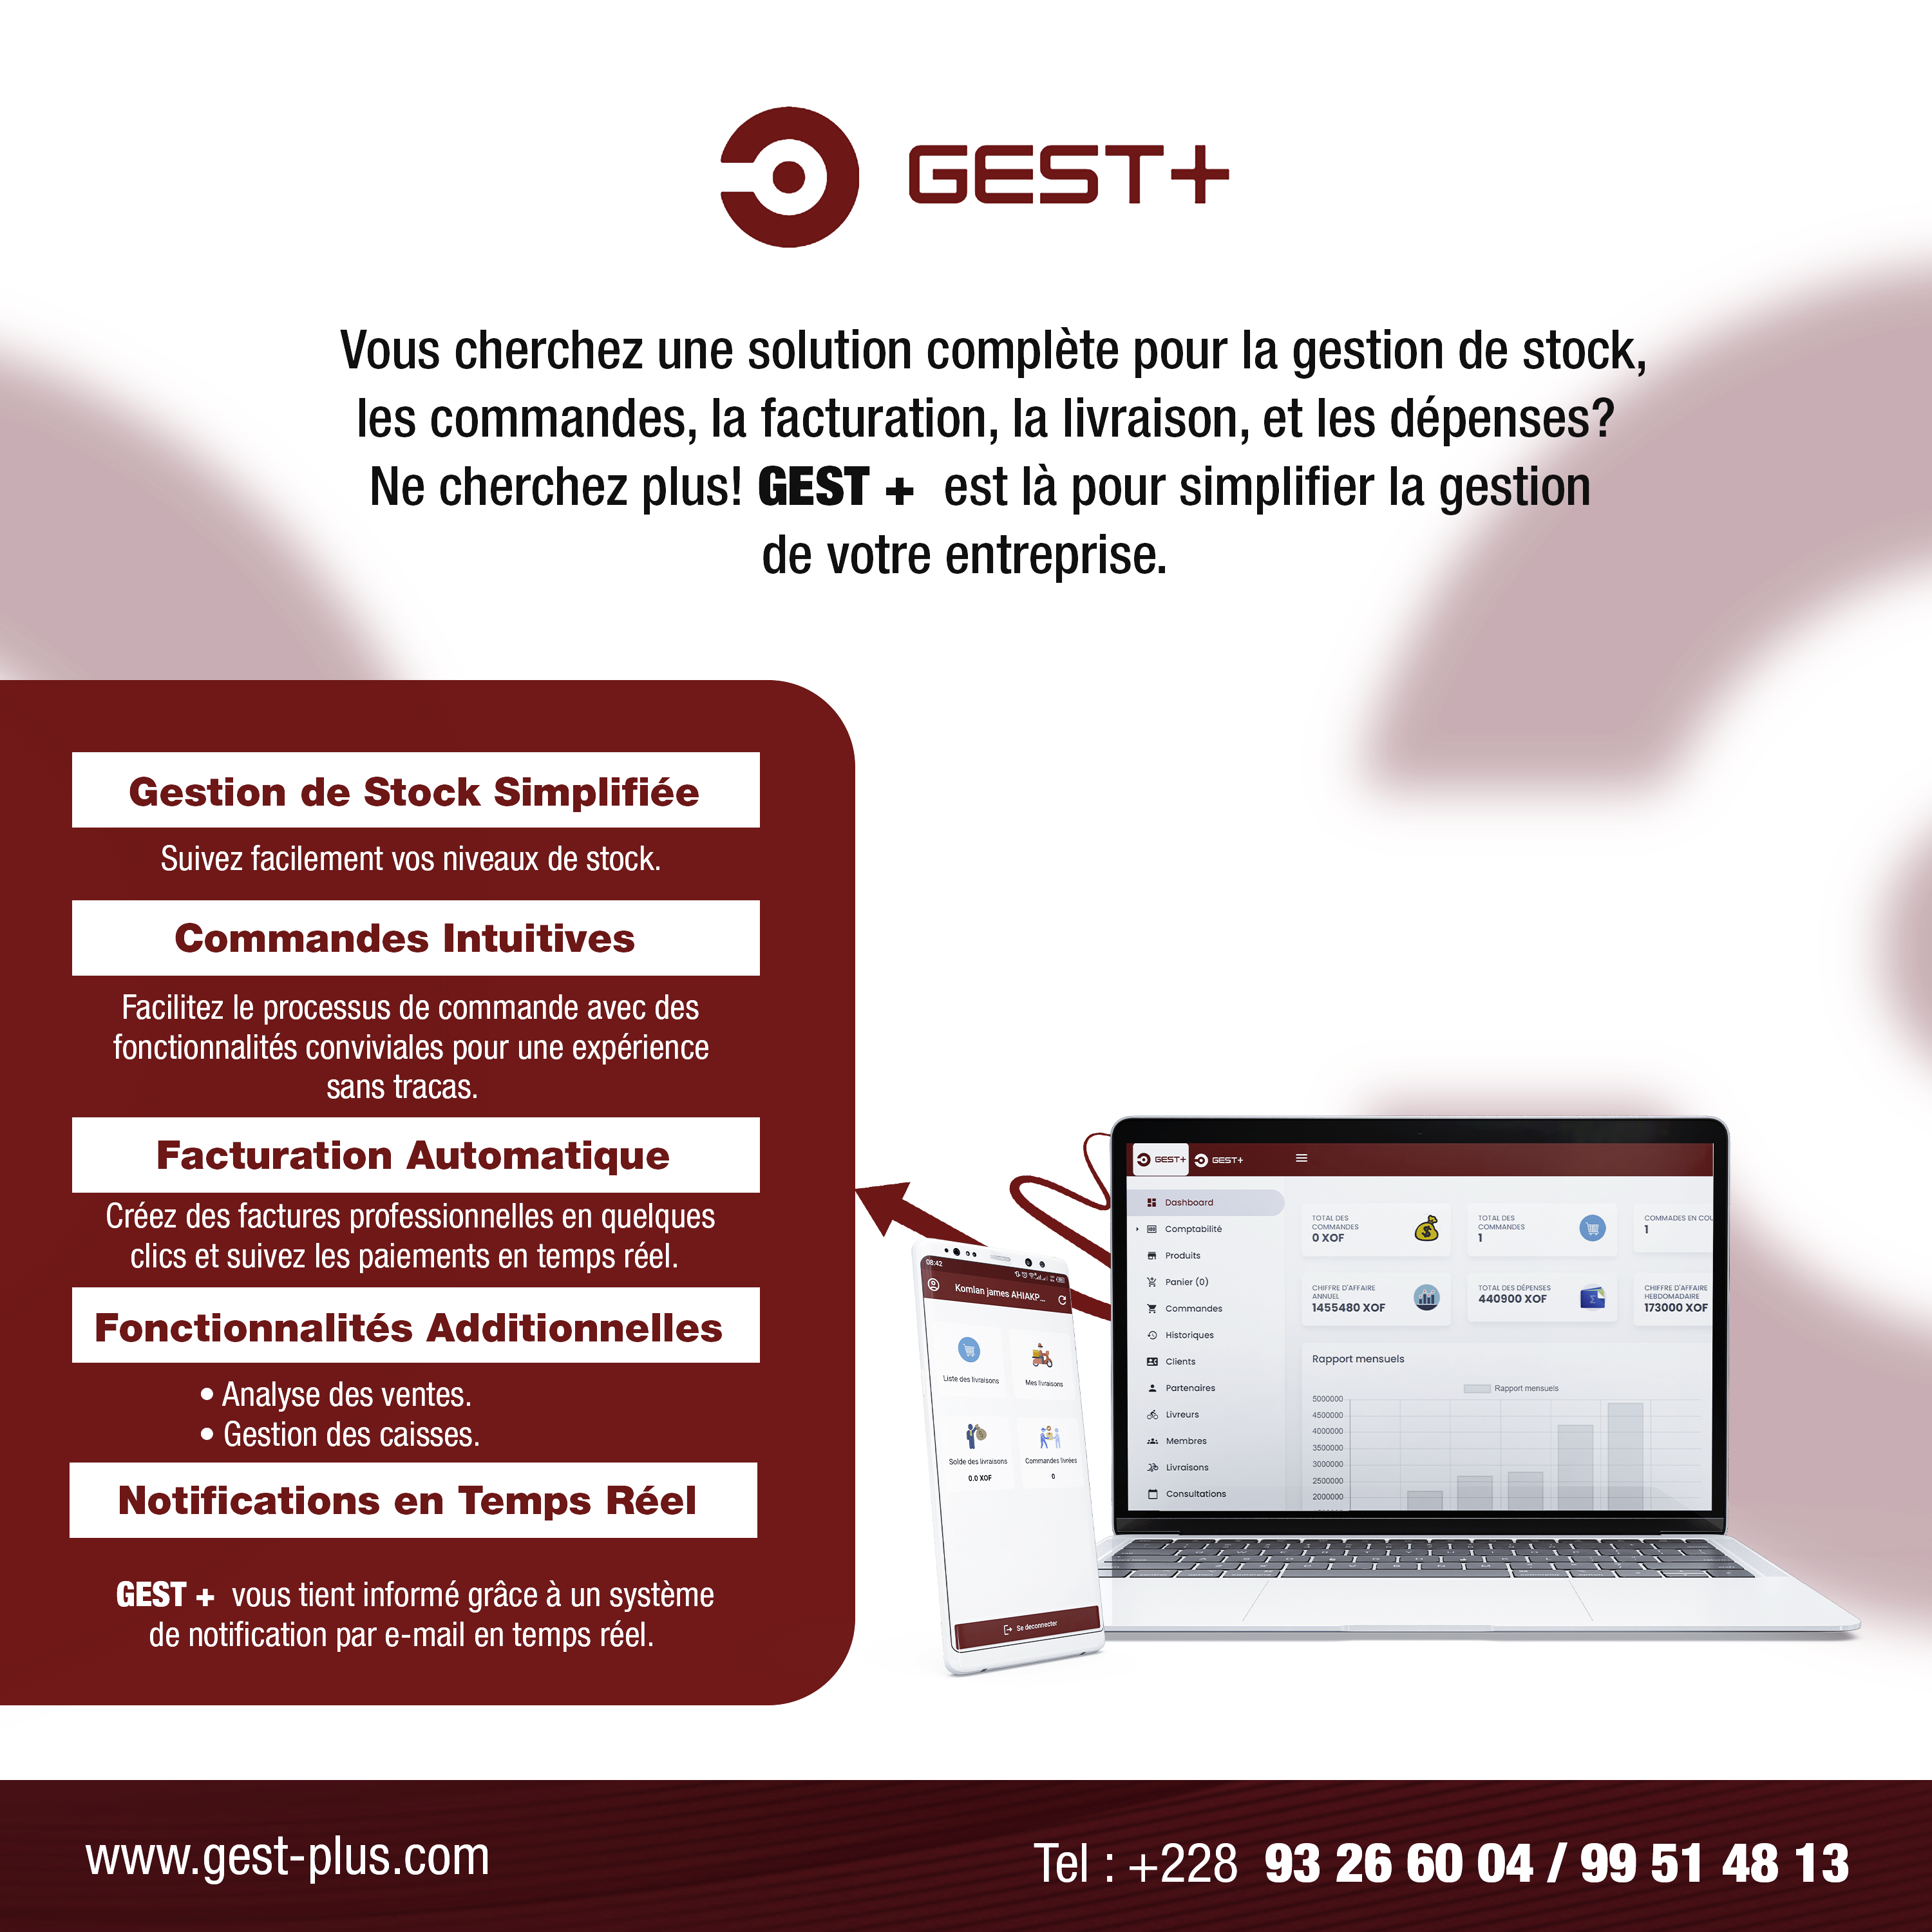 GEST+
Vous cherchez une solution complète pour la gestion de stock,
les commandes, la facturation, la livraison, et les dépenses?
Ne cherchez plus! GEST + est là pour simplifier la gestion
de votre entreprise.
Gestion de Stock Simplifiée
Suivez facilement vos niveaux de stock.
Commandes Intuitives
Facilitez le processus de commande avec des
fonctionnalités conviviales pour une expérience
sans tracas.
Facturation Automatique
Créez des factures professionnelles en quelques
clics et suivez les paiements en temps réel.
Fonctionnalités Additionnelles
• Analyse des ventes.
• Gestion des caisses.
Notifications en Temps Réel
GEST + vous tient informé grâce à un système
de notification par e-mail en temps réel.
08:42
Komlan james AHIAKP...
Liste des livraisons
Mes livraisons
Solde des livraisons
0.0 XOF
Commandes livrées
0
Se deconnecter
GEST+ GEST+
Dashboard
Comptabilité
Produits
Panier (0)
Commandes
Historiques
Clients
Partenaires
Livreurs
Membres
Livraisons
Consultations
TOTAL DES
COMMANDES
0 XOF
TOTAL DES
COMMANDES
1
COMMADES EN COU
1
CHIFFRE D'AFFAIRE
ANNUEL
1455480 XOF
TOTAL DES DÉPENSES
440900 XOF
CHIFFRE D'AFFAIRE
HEBDOMADAIRE
173000 XOF
Rapport mensuels
Rapport mensuels
5000000
4500000
4000000
3500000
3000000
2500000
2000000
www.gest-plus.com
Tel : +228 93 26 60 04 / 99 51 48 13